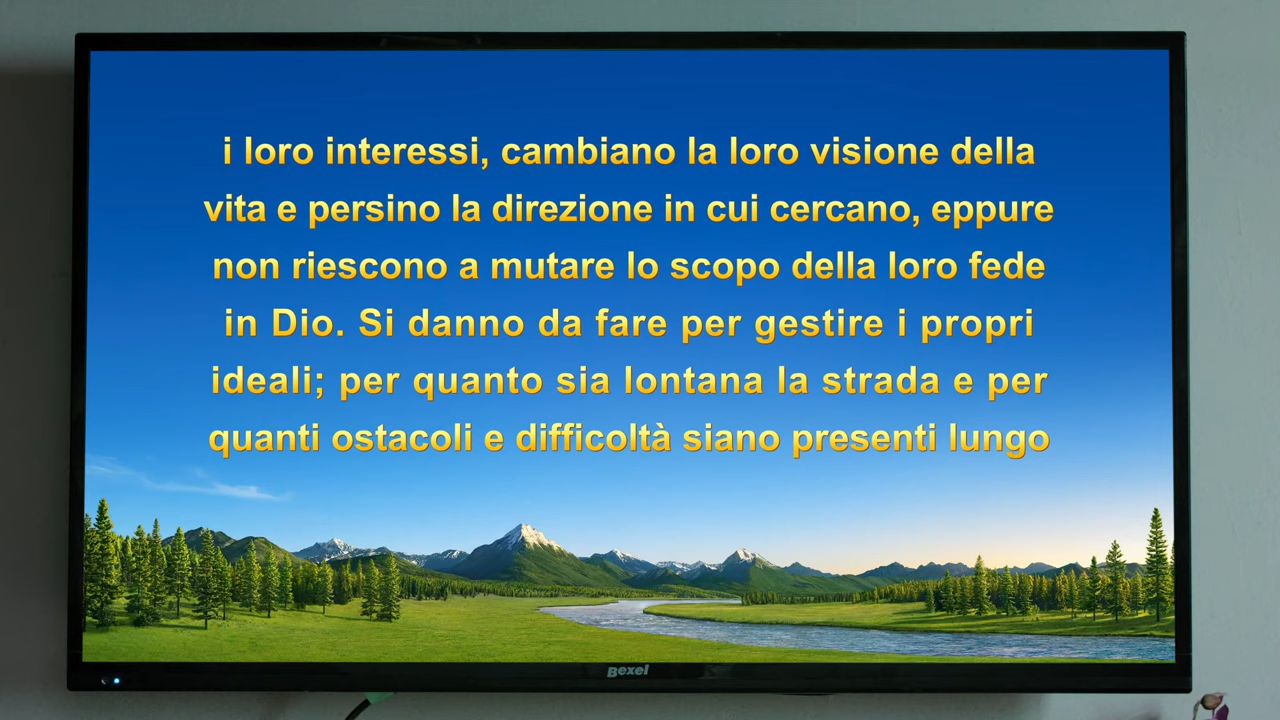 i loro interessi, cambiano la loro visione della
vita e persino la direzione in cui cercano, eppure
non riescono a mutare lo scopo della loro fede
in Dio. Si danno da fare per gestire i propri
ideali; per quanto sia lontana la strada e per
quanti ostacoli e difficoltà siano presenti lungo
Bexel